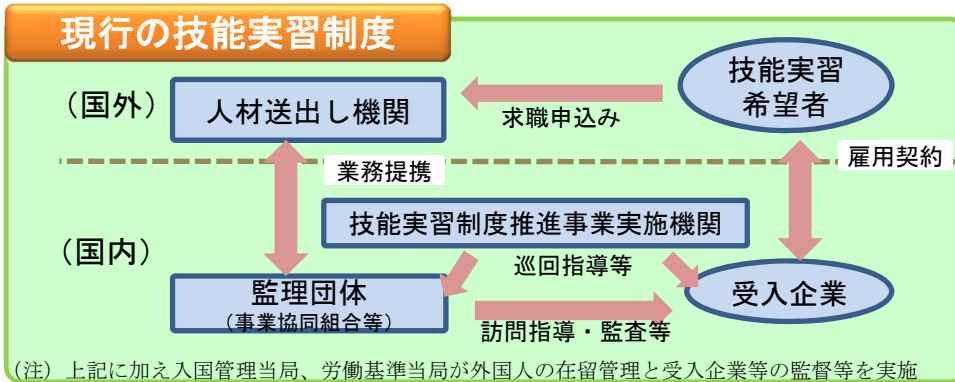 現行の技能実習制度
（国外）
人材送出し機関
求職申込み
技能実習
希望者
業務提携
雇用契約
（国内）
技能実習制度推進事業実施機関
巡回指導等
監理団体
（事業協同組合等）
訪問指導・監査等
受入企業
（注）上記に加え入国管理当局、労働基準当局が外国人の在留管理と受入企業等の監督等を実施